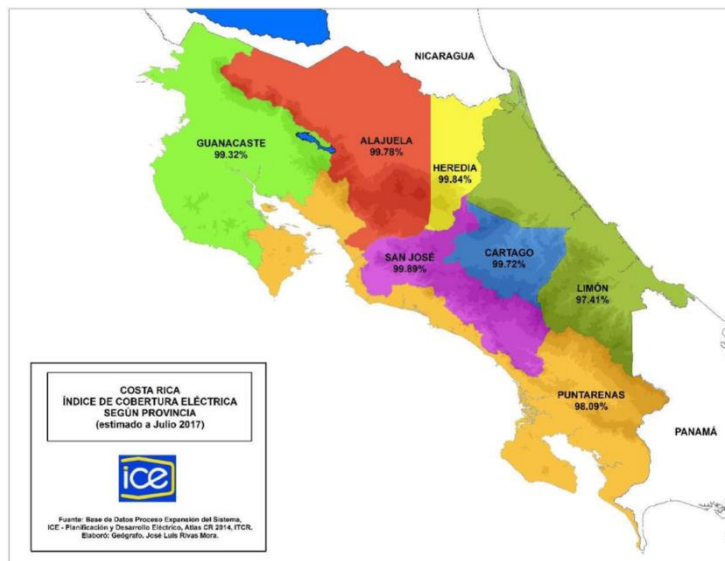 NICARAGUA
GUANACASTE
99.32%
ALAJUELA
99.78%
HEREDIA
99.84%
SAN JOSÉ
99.89%
CARTAGO
99.72%
LIMÓN
97.41%
PUNTARENAS
98.09%
PANAMÁ
COSTA RICA
ÍNDICE DE COBERTURA ELÉCTRICA
SEGÚN PROVINCIA
(estimado a Julio 2017)
ice
Fuente: Base de Datos Proceso Expansión del Sistema,
ICE - Planificación y Desarrollo Eléctrico, Atlas CR 2014, ITCR.
Elaboró: Geógrafo. José Luis Rivas Mora.